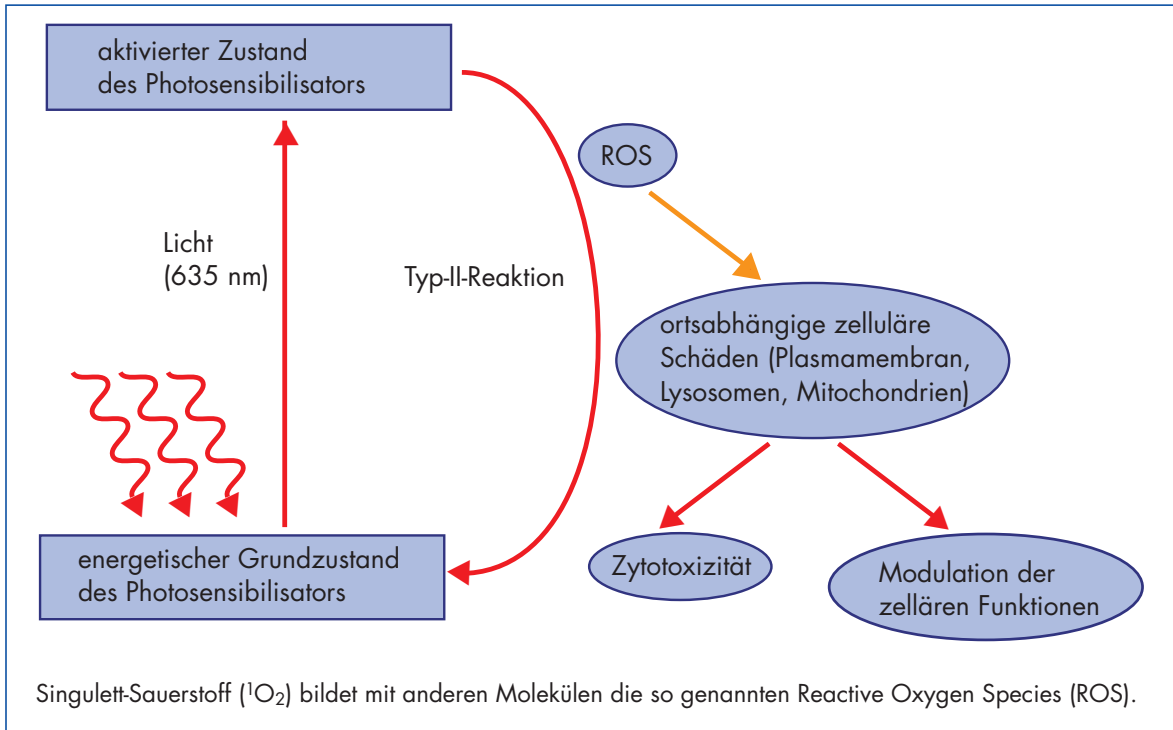 aktivierter Zustand
des Photosensibilisators
ROS
Licht
(635 nm)
Typ-II-Reaktion
ortsabhängige zelluläre
Schäden (Plasmamembran,
Lysosomen, Mitochondrien)
energetischer Grundzustand
des Photosensibilisators
Zytotoxizität
Modulation der
zellären Funktionen
Singulett-Sauerstoff (¹O₂) bildet mit anderen Molekülen die so genannten Reactive Oxygen Species (ROS).